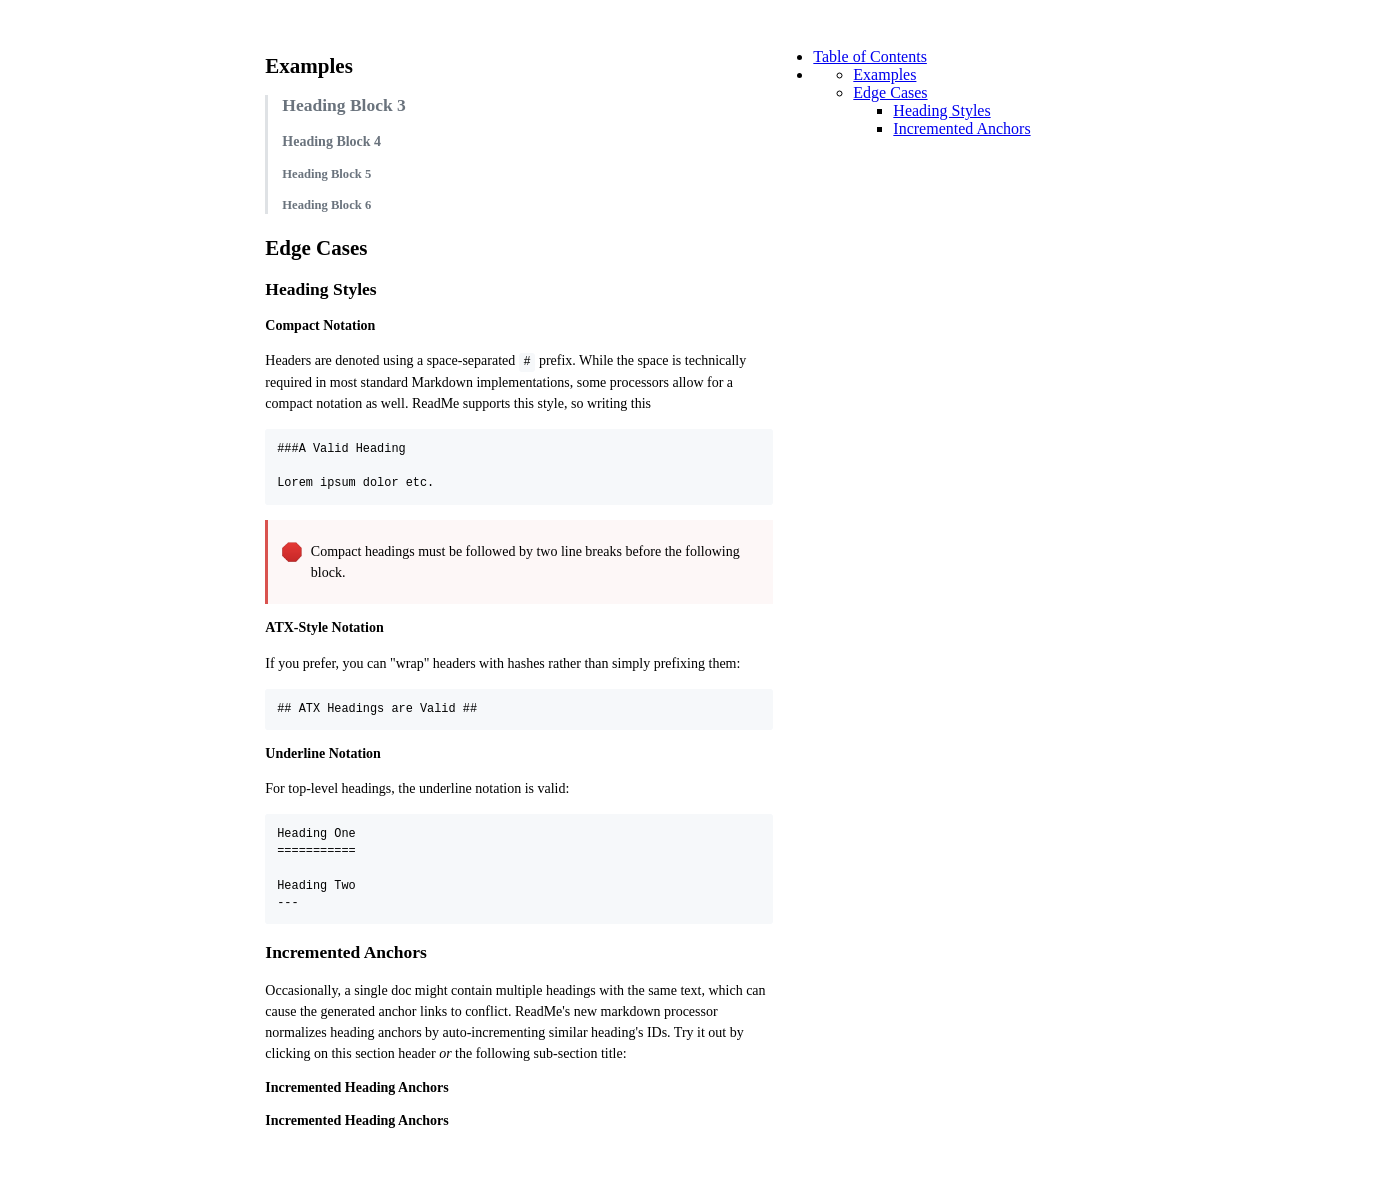 Examples
Heading Block 3
Heading Block 4
Heading Block 5
Heading Block 6
Edge Cases
Heading Styles
Compact Notation
Headers are denoted using a space-separated # prefix. While the space is technically
required in most standard Markdown implementations, some processors allow for a
compact notation as well. ReadMe supports this style, so writing this
###A Valid Heading
Lorem ipsum dolor etc.
Compact headings must be followed by two line breaks before the following
block.
ATX-Style Notation
If you prefer, you can "wrap" headers with hashes rather than simply prefixing them:
## ATX Headings are Valid ##
Underline Notation
For top-level headings, the underline notation is valid:
Heading One
===========
Heading Two
---
Incremented Anchors
Occasionally, a single doc might contain multiple headings with the same text, which can
cause the generated anchor links to conflict. ReadMe's new markdown processor
normalizes heading anchors by auto-incrementing similar heading's IDs. Try it out by
clicking on this section header or the following sub-section title:
Incremented Heading Anchors
Incremented Heading Anchors
Table of Contents
Examples
Edge Cases
Heading Styles
Incremented Anchors